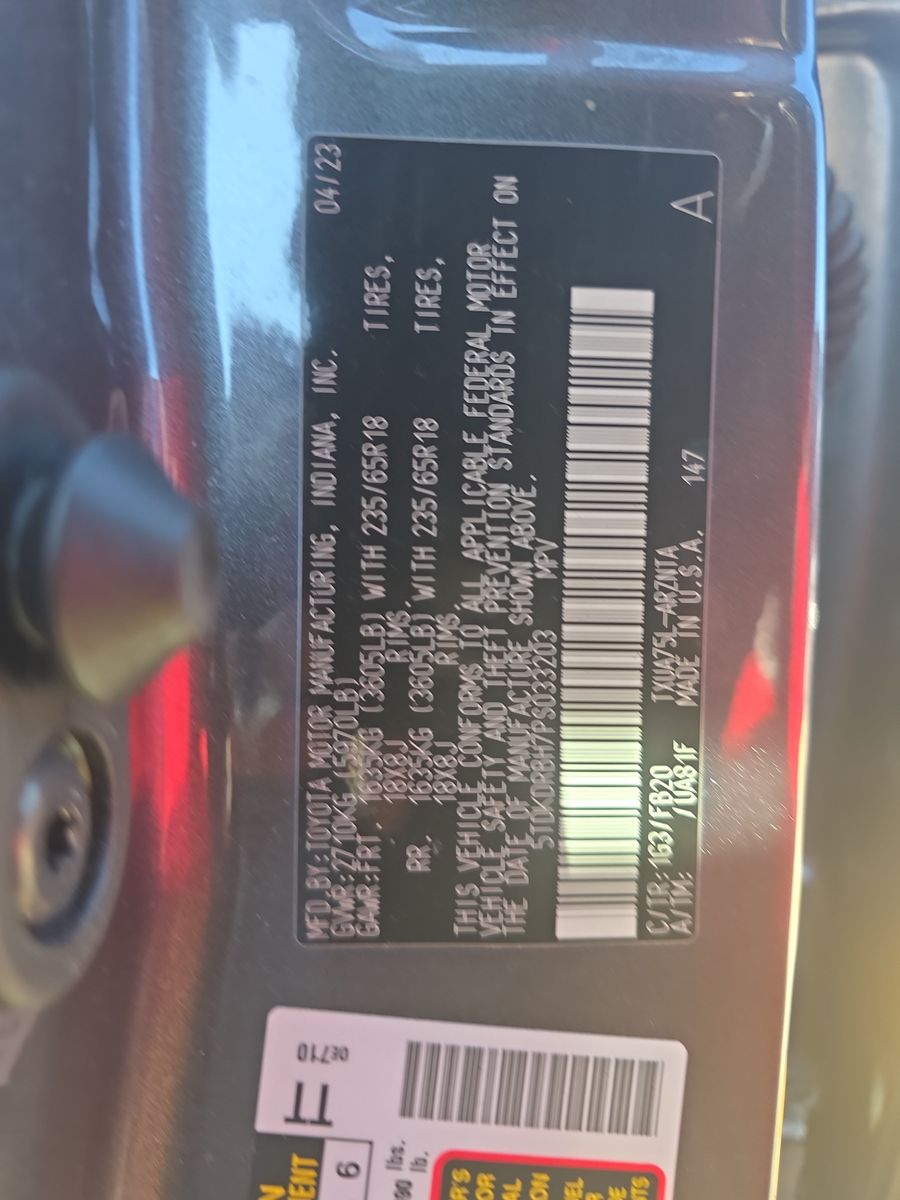 MFD.BY:TOYOTA MOTOR MANUFACTURING, INDIANA, INC. 04/23
GVWR:2710KG (5970LB)
GAWR:FRT. 1635KG (3605LB) WITH 235/65R18 TIRES,
18X8J RIMS,
RR. 1635KG (3605LB) WITH 235/65R18 TIRES,
18X8J RIMS
THIS VEHICLE CONFORMS TO ALL APPLICABLE FEDERAL MOTOR
VEHICLE SAFETY AND THEFT PREVENTION STANDARDS IN EFFECT ON
THE DATE OF MANUFACTURE SHOWN ABOVE.
5TDKDRBH7PS033203 MPV
C/TR:1G3/FB20 TXUA75L-ARZNTA
A/TM: /UA81F MADE IN U.S.A. 147 A
0E710
TT
6
lbs.
lb.